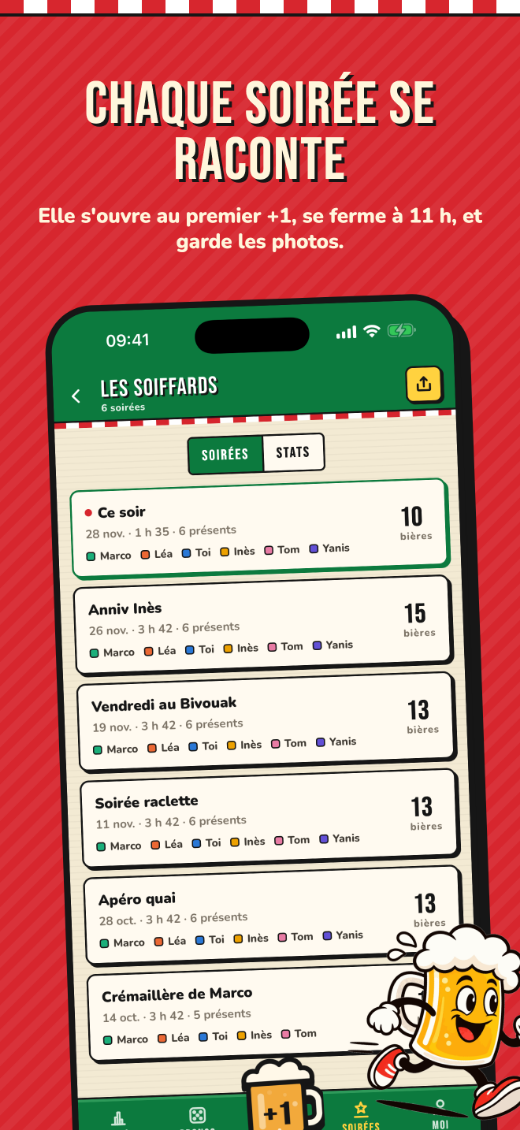 CHAQUE SOIRÉE SE
RACONTE
Elle s'ouvre au premier +1, se ferme à 11 h, et
garde les photos.
09:41
LES SOIFFARDS
6 soirées
SOIRÉES STATS
Ce soir
28 nov. · 1 h 35 · 6 présents
Marco Léa Toi Inès Tom Yanis
10
bières
Anniv Inès
26 nov. · 3 h 42 · 6 présents
Marco Léa Toi Inès Tom Yanis
15
bières
Vendredi au Bivouak
19 nov. · 3 h 42 · 6 présents
Marco Léa Toi Inès Tom Yanis
13
bières
Soirée raclette
11 nov. · 3 h 42 · 6 présents
Marco Léa Toi Inès Tom Yanis
13
bières
Apéro quai
28 oct. · 3 h 42 · 6 présents
Marco Léa Toi Inès Tom Yanis
13
bières
Crémaillère de Marco
14 oct. · 3 h 42 · 5 présents
Marco Léa Toi Inès Tom
+1
SOIRÉES
MOI